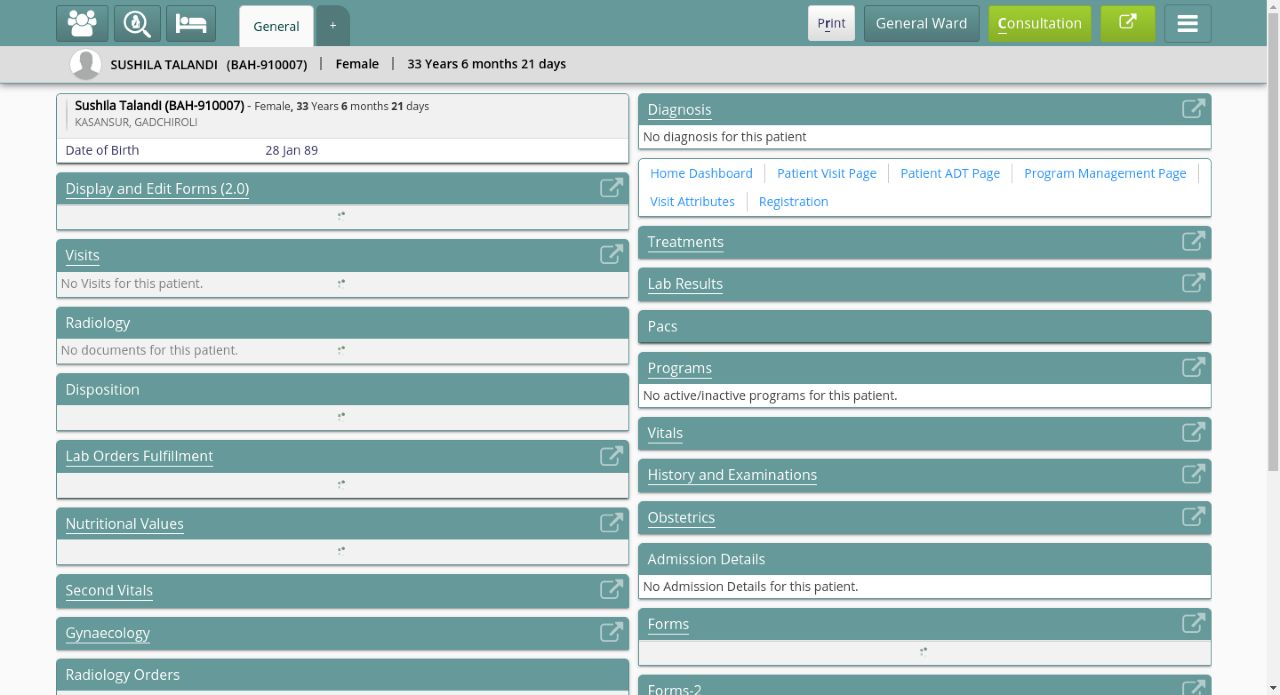 General
+
Print
General Ward
Consultation
SUSHILA TALANDI (BAH-910007) | Female | 33 Years 6 months 21 days
Sushila Talandi (BAH-910007) - Female, 33 Years 6 months 21 days
KASANSUR, GADCHIROLI
Date of Birth 28 Jan 89
Display and Edit Forms (2.0)
Visits
No Visits for this patient.
Radiology
No documents for this patient.
Disposition
Lab Orders Fulfillment
Nutritional Values
Second Vitals
Gynaecology
Radiology Orders
Diagnosis
No diagnosis for this patient
Home Dashboard | Patient Visit Page | Patient ADT Page | Program Management Page |
Visit Attributes | Registration
Treatments
Lab Results
Pacs
Programs
No active/inactive programs for this patient.
Vitals
History and Examinations
Obstetrics
Admission Details
No Admission Details for this patient.
Forms
Forms-2